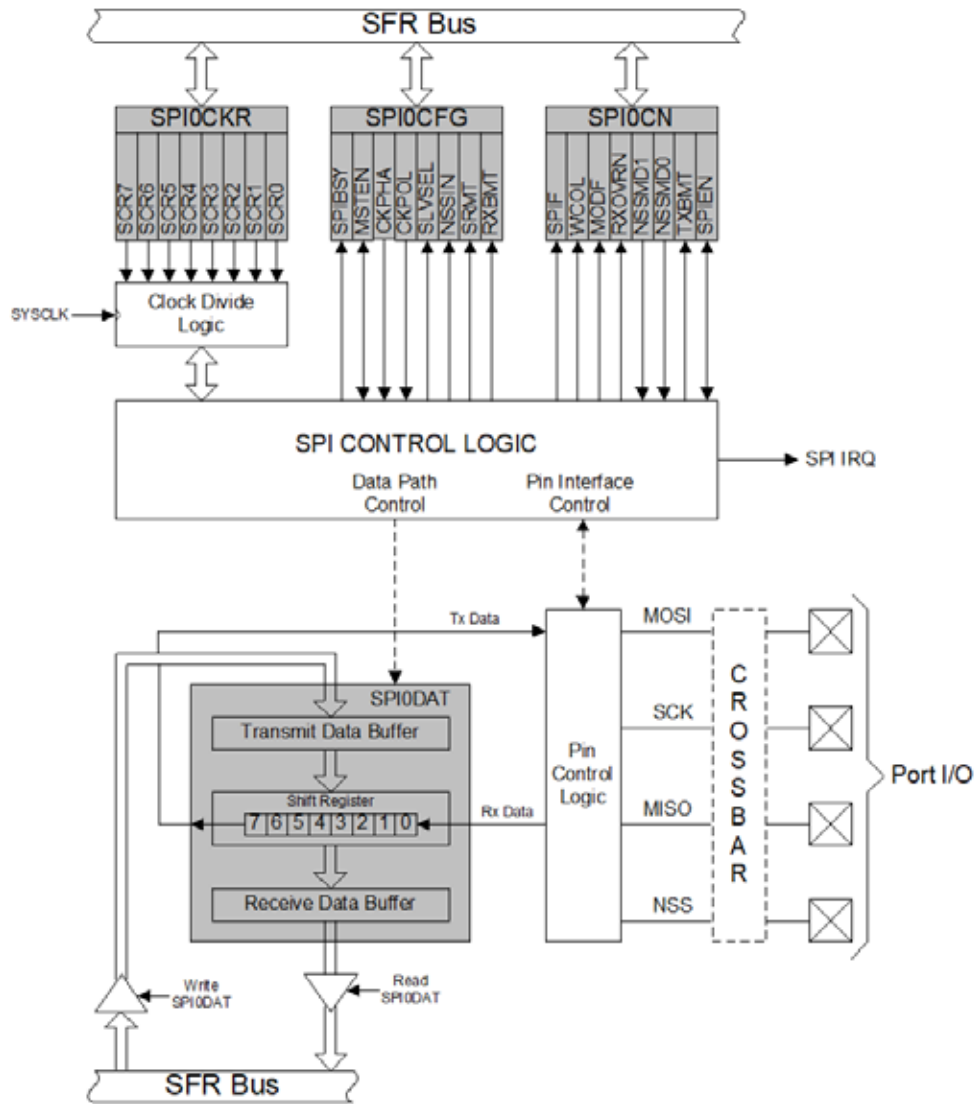 SFR Bus
SPI0CKR
SCR7
SCR6
SCR5
SCR4
SCR3
SCR2
SCR1
SCR0
SPI0CFG
SPIBSY
MSTEN
CKPHA
CKPOL
SLVSEL
NSSIN
SRMT
RXBMT
SPI0CN
SPIF
WCOL
MODF
RXOVRN
NSSMD1
NSSMD0
TXBMT
SPIEN
SYSCLK
Clock Divide
Logic
SPI CONTROL LOGIC
Data Path
Control
Pin Interface
Control
SPI IRQ
Tx Data
SPI0DAT
Transmit Data Buffer
Shift Register
7 6 5 4 3 2 1 0
Rx Data
Receive Data Buffer
Pin
Control
Logic
MOSI
SCK
MISO
NSS
CROSSBAR
Port I/O
Write
SPI0DAT
Read
SPI0DAT
SFR Bus